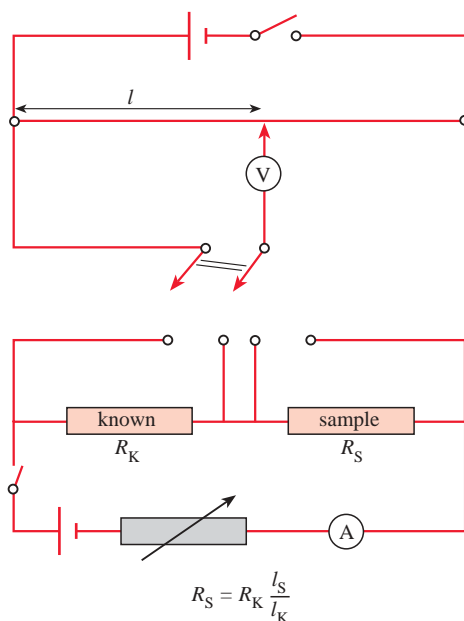 l
V
known
sample
R_K
R_S
A
R_S = R_K l_S / l_K